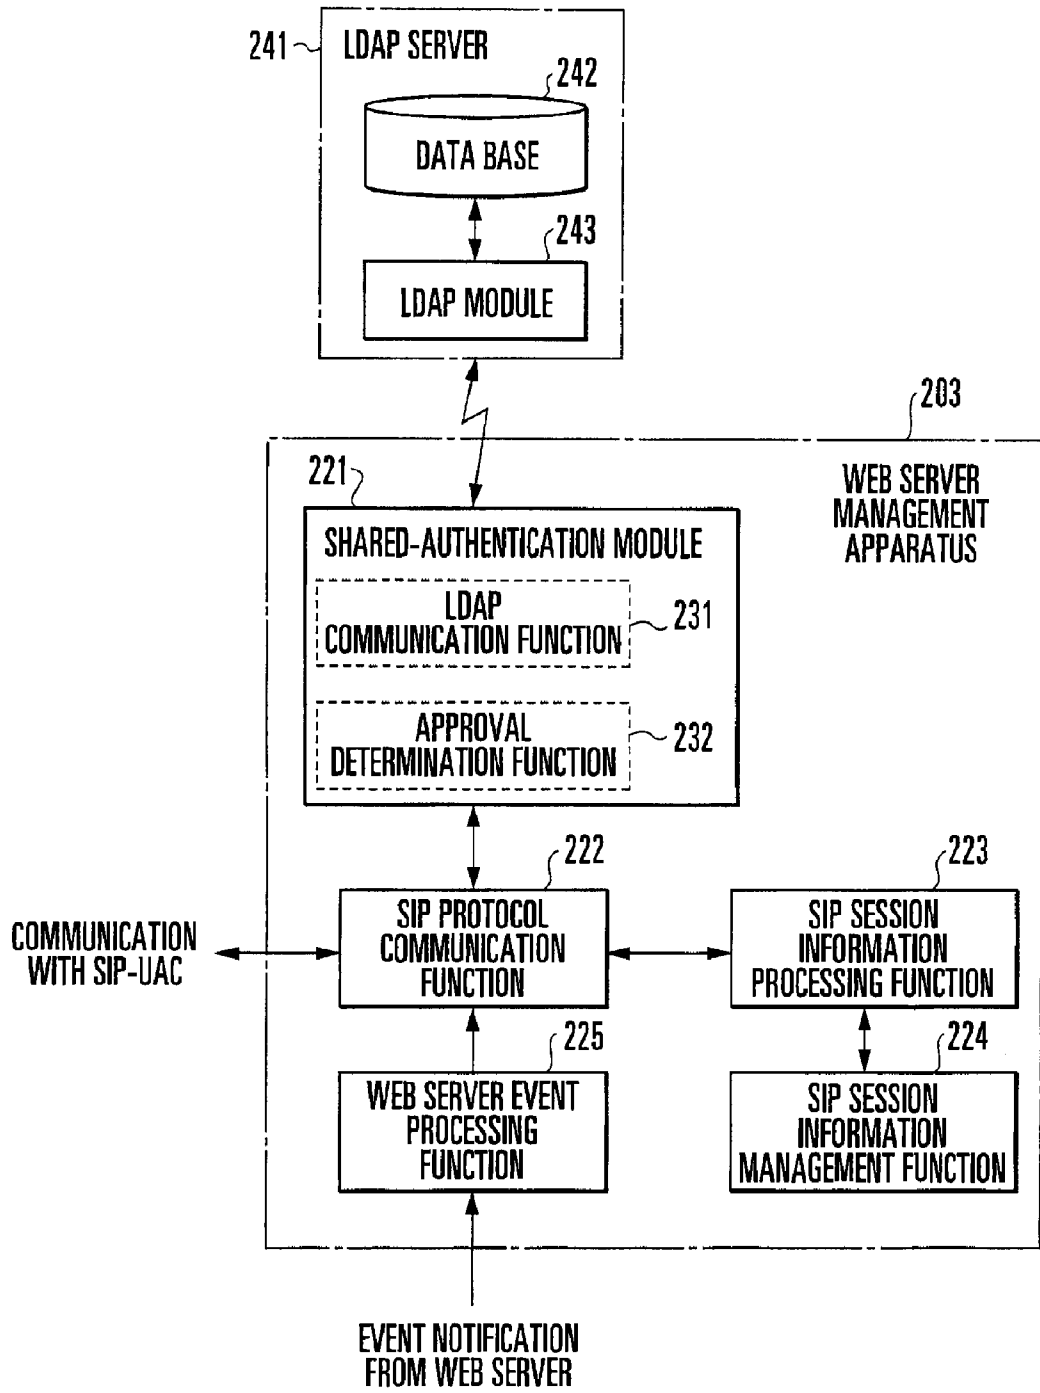 241
LDAP SERVER
242
DATA BASE
243
LDAP MODULE
203
WEB SERVER
MANAGEMENT
APPARATUS
221
SHARED-AUTHENTICATION MODULE
LDAP
COMMUNICATION FUNCTION
231
APPROVAL
DETERMINATION FUNCTION
232
222
SIP PROTOCOL
COMMUNICATION
FUNCTION
223
SIP SESSION
INFORMATION
PROCESSING FUNCTION
COMMUNICATION
WITH SIP-UAC
225
WEB SERVER EVENT
PROCESSING
FUNCTION
224
SIP SESSION
INFORMATION
MANAGEMENT FUNCTION
EVENT NOTIFICATION
FROM WEB SERVER